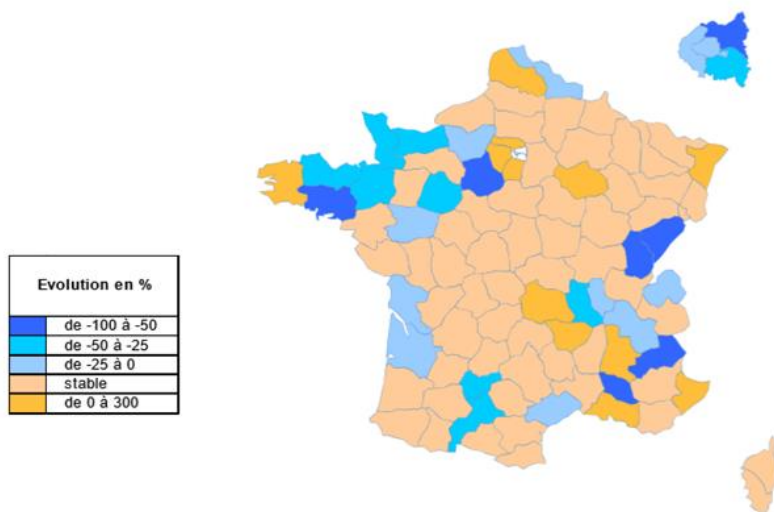 Evolution en %
de -100 à -50
de -50 à -25
de -25 à 0
stable
de 0 à 300